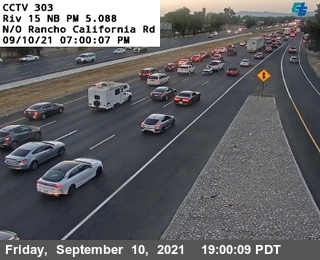 CCTV 303
Riv 15 NB PM 5.088
N/O Rancho California Rd
09/10/21 07:00:07 PM
Friday, September 10, 2021 19:00:09 PDT